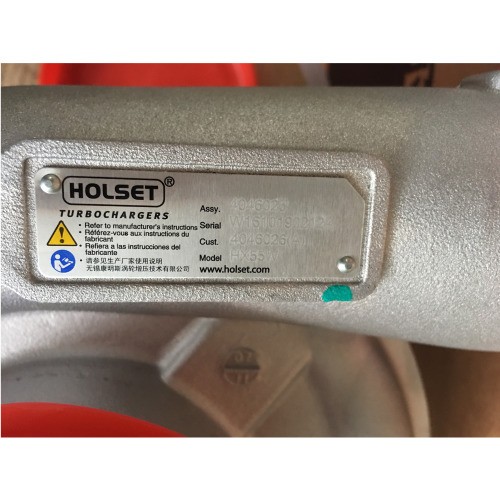 HOLSET®
TURBOCHARGERS
• Refer to manufacturer's instructions
• Référez-vous aux instructions du
fabricant
• Refiera a las instrucciones del
fabricante
• 请参见生产厂家使用说明
无锡康明斯涡轮增压技术有限公司
Assy.
Serial
Cust.
Model
www.holset.com